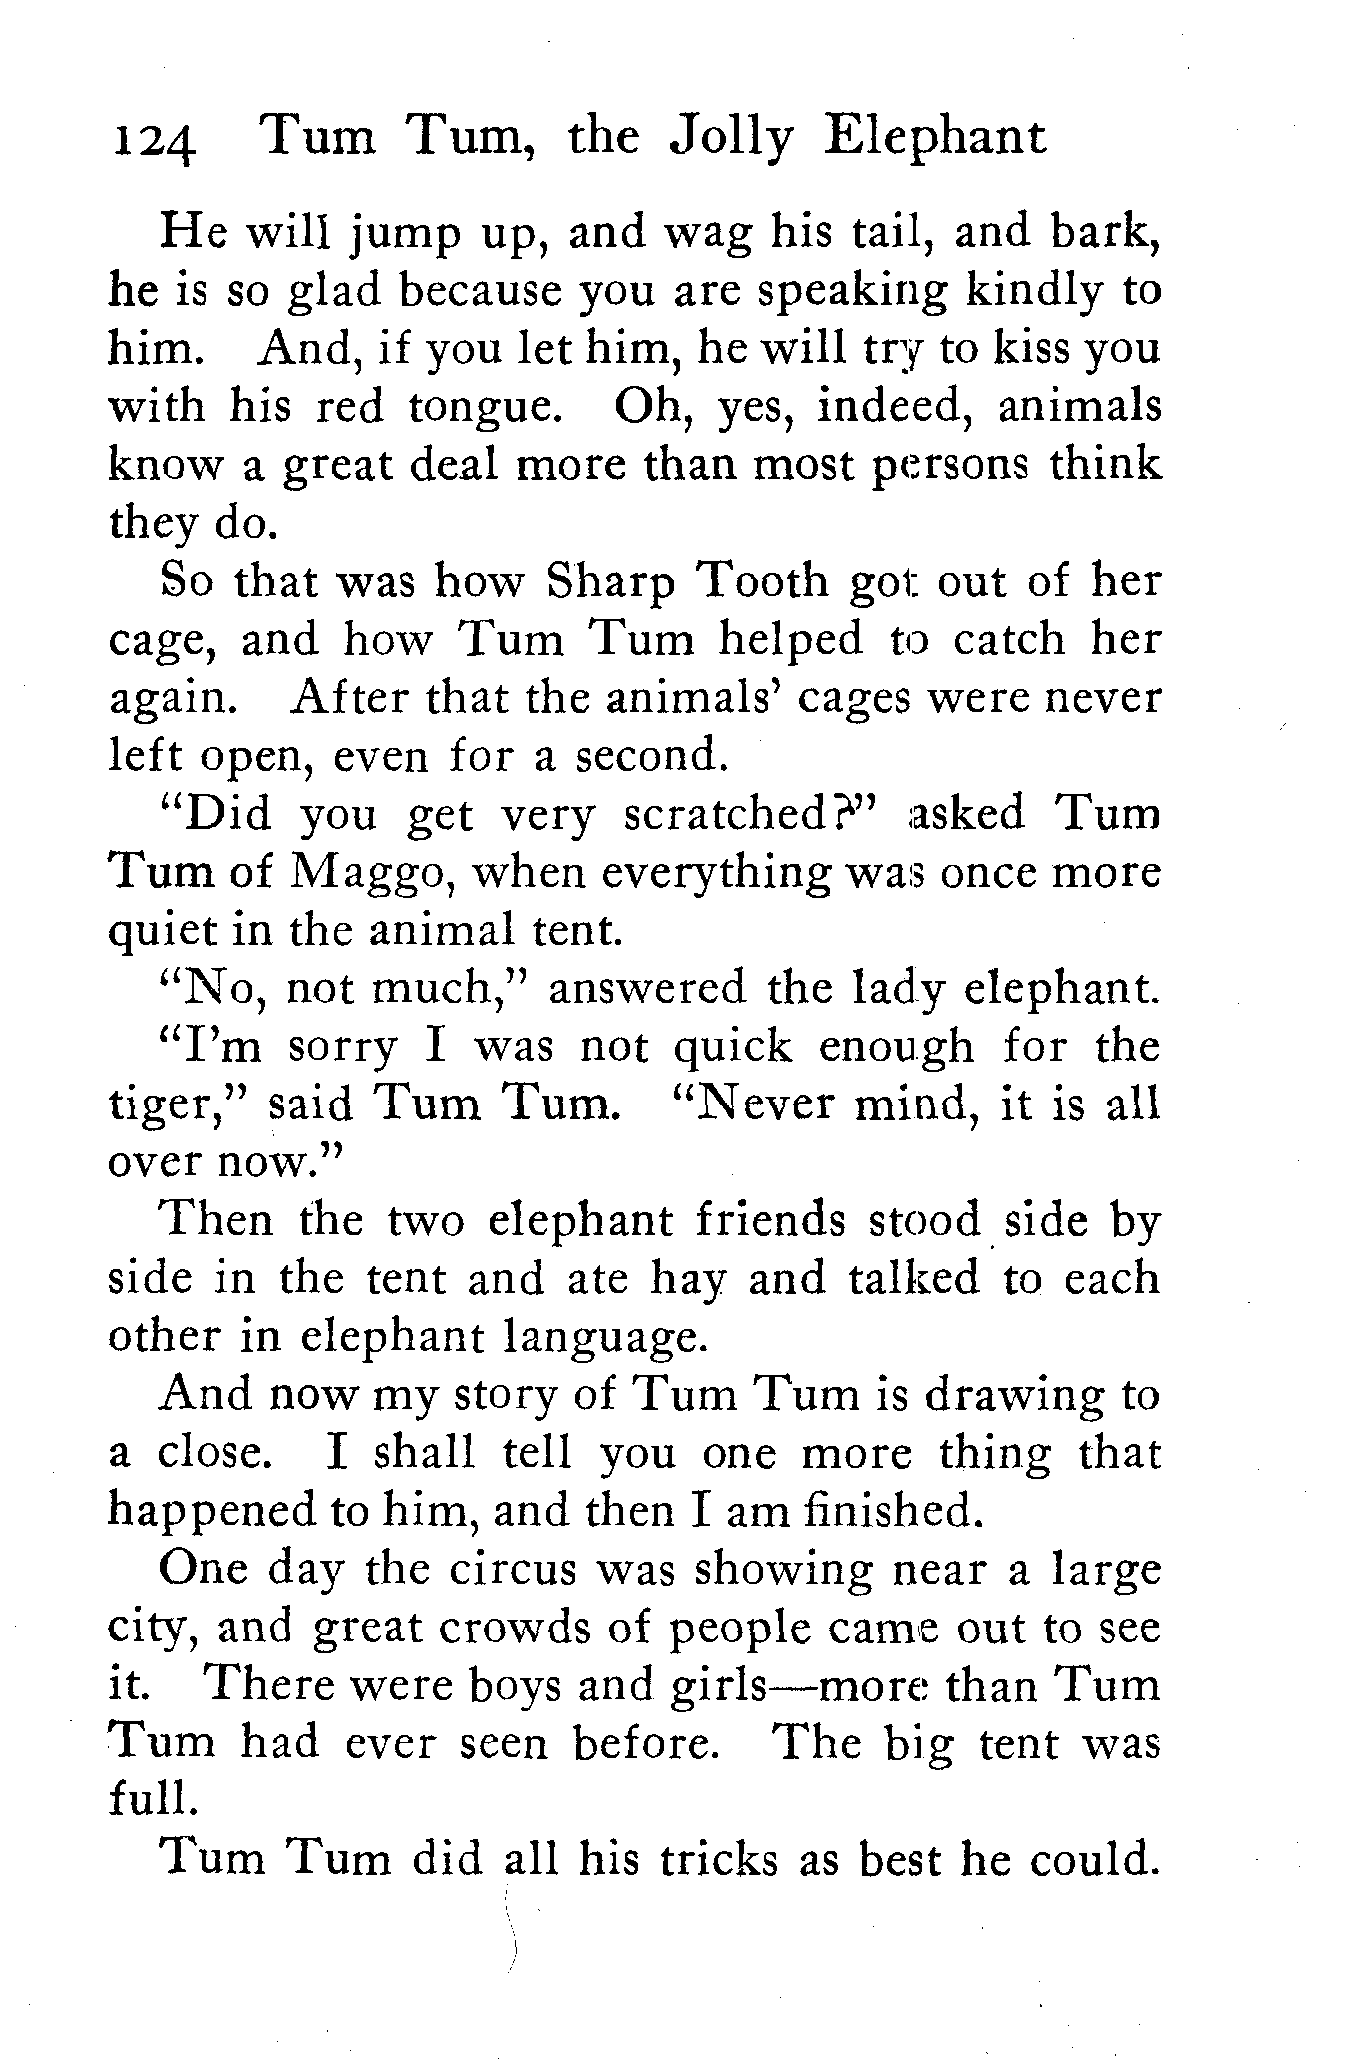 124 Tum Tum, the Jolly Elephant
He will jump up, and wag his tail, and bark,
he is so glad because you are speaking kindly to
him. And, if you let him, he will try to kiss you
with his red tongue. Oh, yes, indeed, animals
know a great deal more than most persons think
they do.
So that was how Sharp Tooth got out of her
cage, and how Tum Tum helped to catch her
again. After that the animals' cages were never
left open, even for a second.
"Did you get very scratched?" asked Tum
Tum of Maggo, when everything was once more
quiet in the animal tent.
"No, not much," answered the lady elephant.
"I'm sorry I was not quick enough for the
tiger," said Tum Tum. "Never mind, it is all
over now."
Then the two elephant friends stood side by
side in the tent and ate hay and talked to each
other in elephant language.
And now my story of Tum Tum is drawing to
a close. I shall tell you one more thing that
happened to him, and then I am finished.
One day the circus was showing near a large
city, and great crowds of people came out to see
it. There were boys and girls—more than Tum
Tum had ever seen before. The big tent was
full.
Tum Tum did all his tricks as best he could.